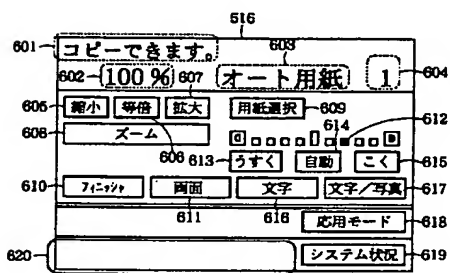 516
601 コピーできます。 603
602 100% 607 オート用紙 1 604
605 縮小 等倍 拡大 用紙選択 609
608 ズーム 606 614 612
613 うすく 自動 こく 615
610 フィニッシャ 両面 文字 文字/写真 617
611 616 応用モード 618
620 システム状況 619